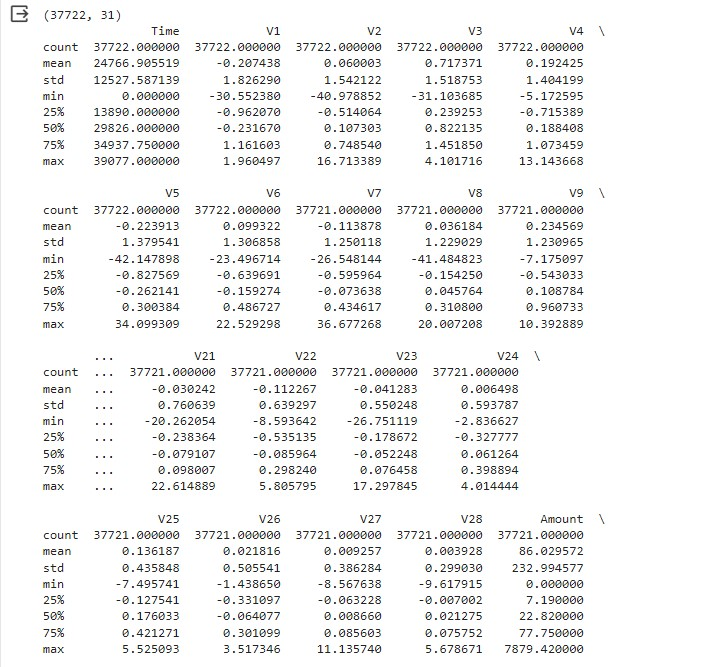 (37722, 31)
Time V1 V2 V3 V4 \
count 37722.000000 37722.000000 37722.000000 37722.000000 37722.000000
mean 24766.905519 -0.207438 0.060003 0.717371 0.192425
std 12527.587139 1.826290 1.542122 1.518753 1.404199
min 0.000000 -30.552380 -40.978852 -31.103685 -5.172595
25% 13890.000000 -0.962070 -0.514064 0.239253 -0.715389
50% 29826.000000 -0.231670 0.107303 0.822135 0.188408
75% 34937.750000 1.161603 0.748540 1.451850 1.073459
max 39077.000000 1.960497 16.713389 4.101716 13.143668
V5 V6 V7 V8 V9 \
count 37722.000000 37722.000000 37721.000000 37721.000000 37721.000000
mean -0.223913 0.099322 -0.113878 0.036184 0.234569
std 1.379541 1.306858 1.250118 1.229029 1.230965
min -42.147898 -23.496714 -26.548144 -41.484823 -7.175097
25% -0.827569 -0.639691 -0.595964 -0.154250 -0.543033
50% -0.262141 -0.159274 -0.073638 0.045764 0.108784
75% 0.300384 0.486727 0.434617 0.310800 0.960733
max 34.099309 22.529298 36.677268 20.007208 10.392889
... V21 V22 V23 V24 \
count ... 37721.000000 37721.000000 37721.000000 37721.000000
mean ... -0.030242 -0.112267 -0.041283 0.006498
std ... 0.760639 0.639297 0.550248 0.593787
min ... -20.262054 -8.593642 -26.751119 -2.836627
25% ... -0.238364 -0.535135 -0.178672 -0.327777
50% ... -0.079107 -0.085964 -0.052248 0.061264
75% ... 0.098007 0.298240 0.076458 0.398894
max ... 22.614889 5.805795 17.297845 4.014444
V25 V26 V27 V28 Amount \
count 37721.000000 37721.000000 37721.000000 37721.000000 37721.000000
mean 0.136187 0.021816 0.009257 0.003928 86.029572
std 0.435848 0.505541 0.386284 0.299030 232.994577
min -7.495741 -1.438650 -8.567638 -9.617915 0.000000
25% -0.127541 -0.331097 -0.063228 -0.007002 7.190000
50% 0.176033 -0.064077 0.008660 0.021275 22.820000
75% 0.421271 0.301099 0.085603 0.075752 77.750000
max 5.525093 3.517346 11.135740 5.678671 7879.420000